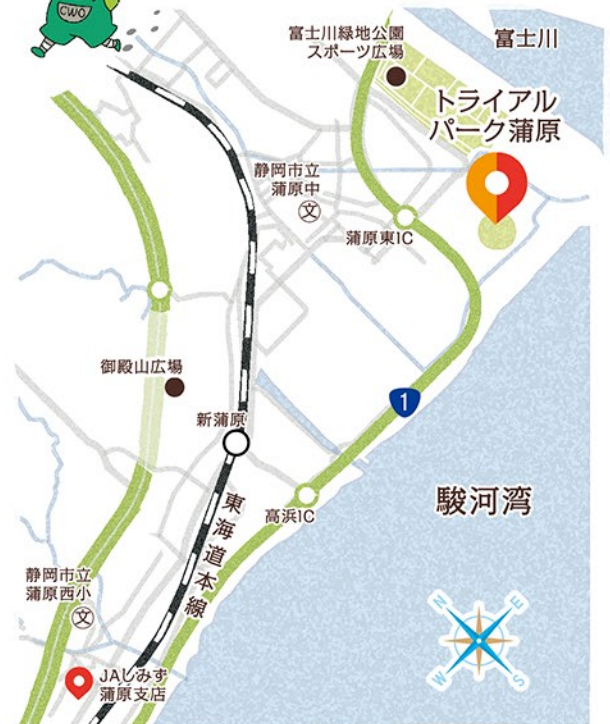 CWO
富士川緑地公園
スポーツ広場
富士川
トライアル
パーク蒲原
静岡市立
蒲原中
文
蒲原東IC
御殿山広場
1
新蒲原
高浜IC
駿河湾
東海道本線
静岡市立
蒲原西小
文
N
E
W
S
JAしみず
蒲原支店